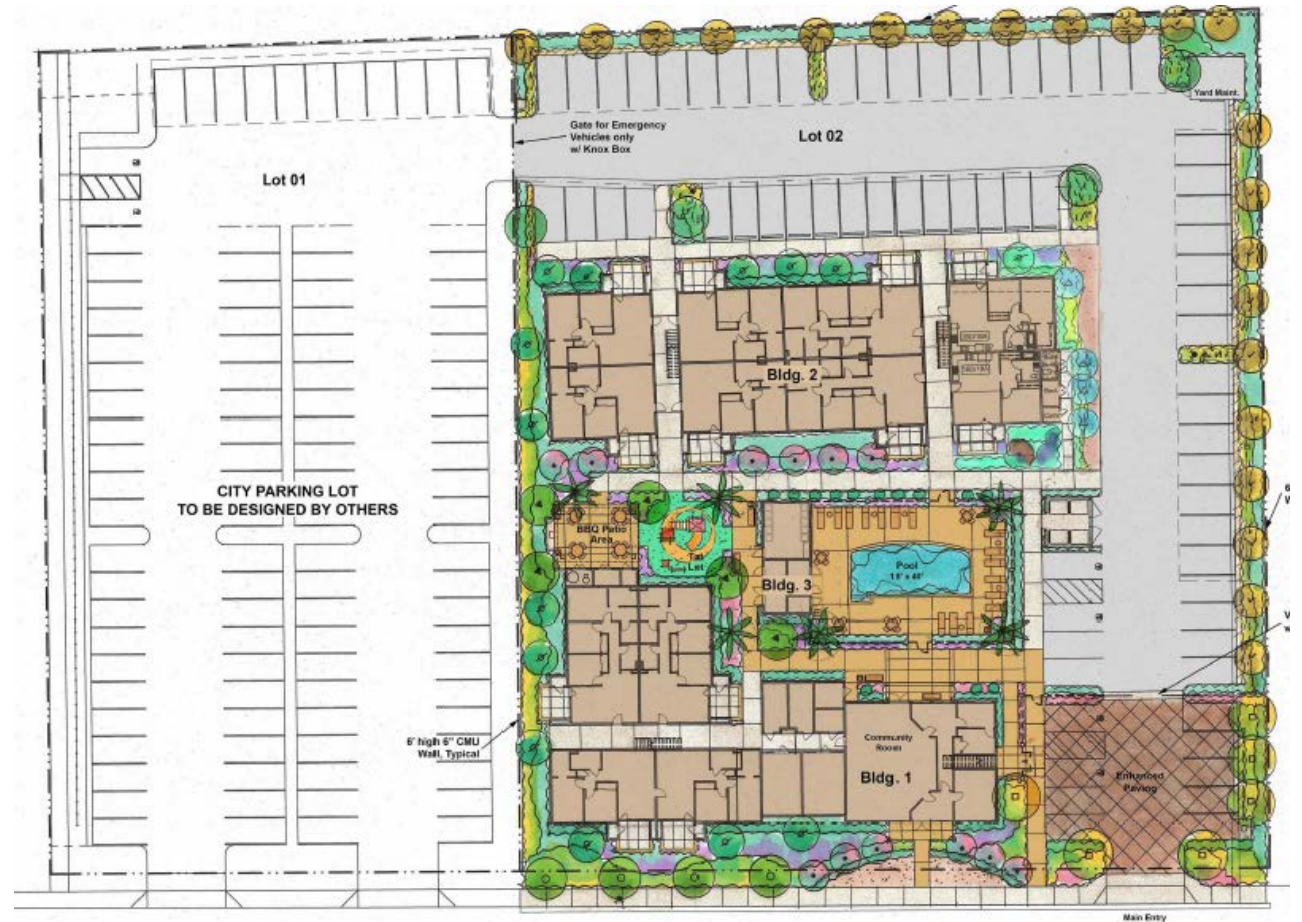 Yard Maint.
Gate for Emergency
Vehicles only
w/ Knox Box
Lot 02
Lot 01
Bldg. 2
CITY PARKING LOT
TO BE DESIGNED BY OTHERS
BBQ Patio
Area
Tot
Lot
Bldg. 3
Pool
6' high 6" CMU
Wall, Typical
Community
Room
Bldg. 1
Enhanced
Paving
Main Entry